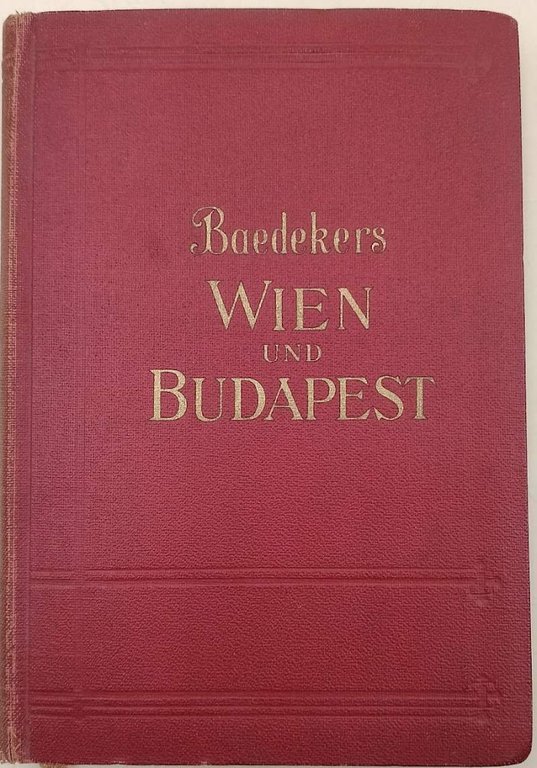 Baedekers
WIEN
UND
BUDAPEST